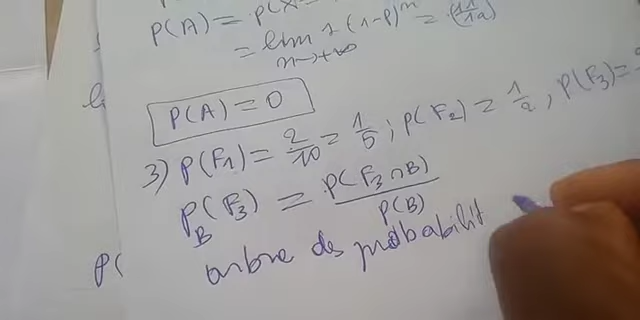 P(A) = P(X=
= lim 1(1-p)^n =
n→+∞
P(A) = 0
3) P(F1) = 2/10 = 1/5 ; P(F2) = 1/2 , P(F3) =
P_B(F3) = P(F3 ∩ B)/P(B)
arbre des probabilit
P(